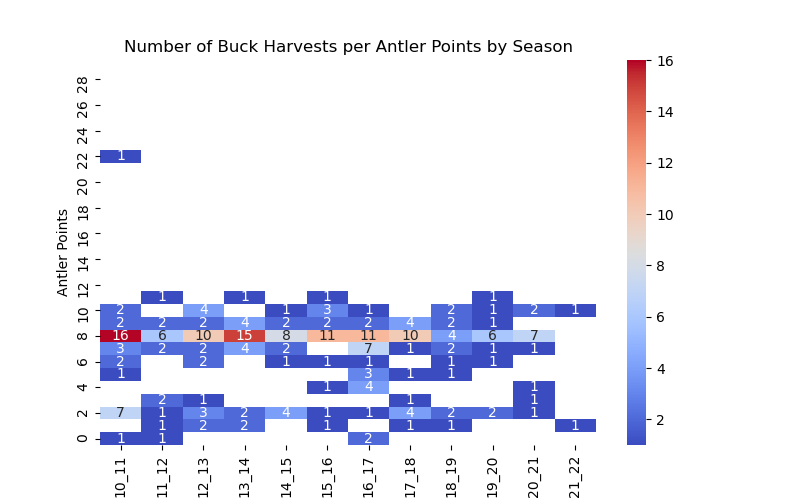 Number of Buck Harvests per Antler Points by Season
Antler Points
28
26
24
22 1
20
18
16
14
12
1 1 1 1
10 2 4 1 3 1 2 1 2 1
2 2 2 4 2 2 2 4 2 1
8 16 6 10 15 8 11 11 10 4 6 7
3 2 2 4 2 7 1 2 1 1
6 2 2 1 1 1 1 1
1 3 1 1
4 1 4 1
2 1 1 1
2 7 1 3 2 4 1 1 4 2 2 1
1 2 2 1 1 1 1
0 1 1 2
10_11 11_12 12_13 13_14 14_15 15_16 16_17 17_18 18_19 19_20 20_21 21_22
16
14
12
10
8
6
4
2